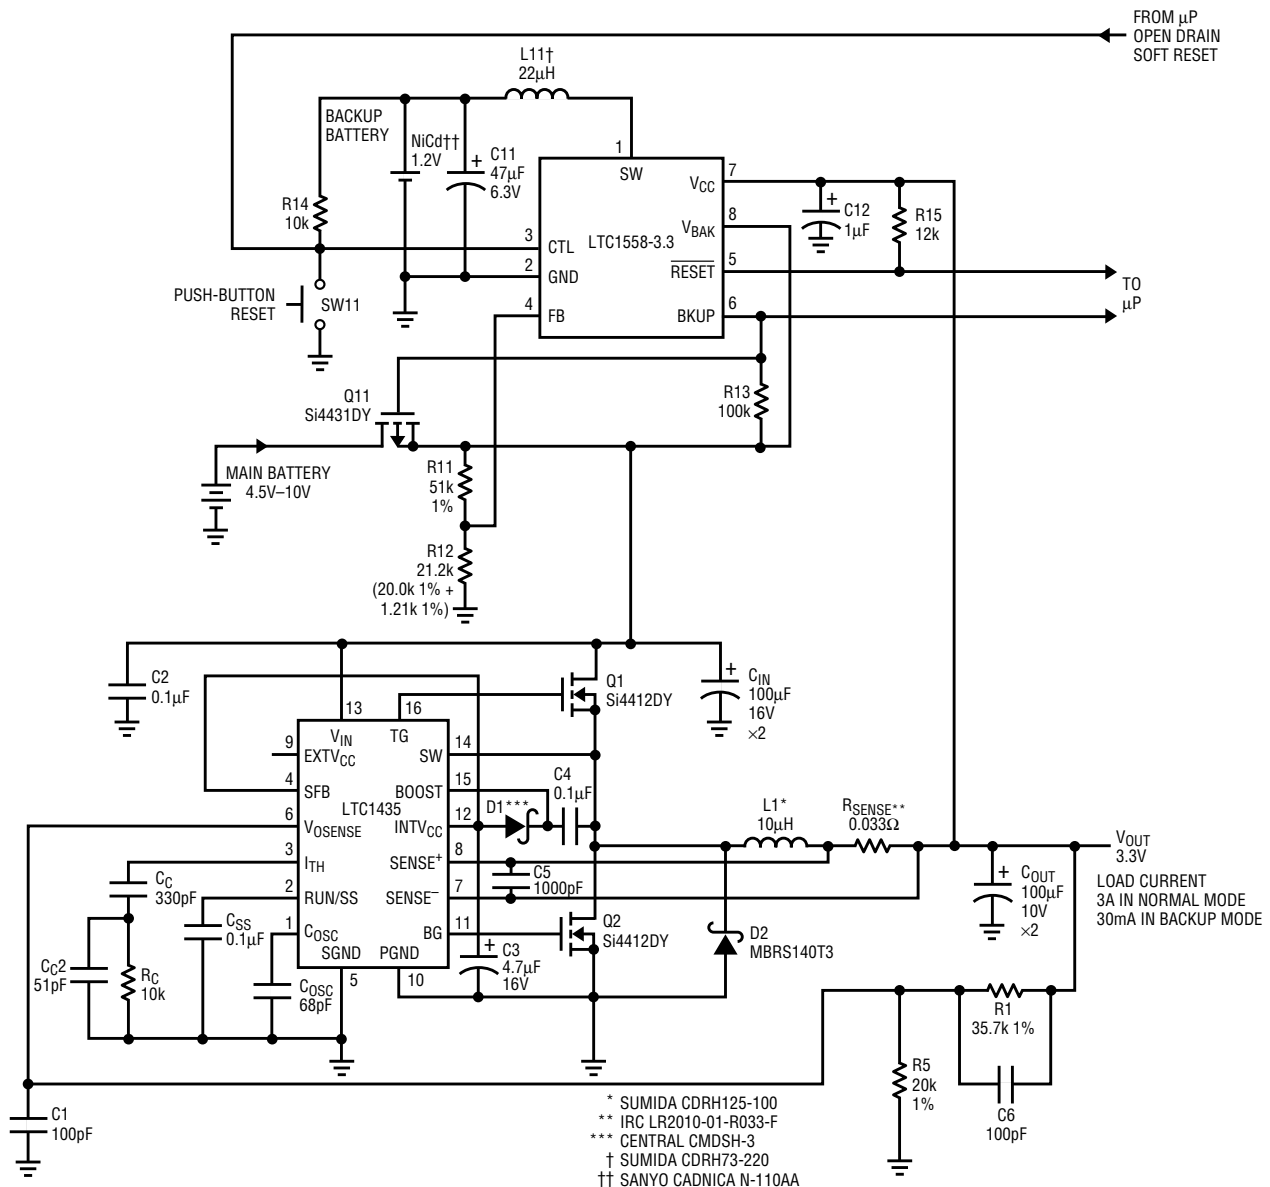 FROM µP
OPEN DRAIN
SOFT RESET
L11†
22µH
BACKUP
BATTERY
NiCd††
1.2V
C11
47µF
6.3V
+
R14
10k
PUSH-BUTTON
RESET
SW11
1
SW
3
CTL
2
GND
4
FB
LTC1558-3.3
7
VCC
8
VBAK
5
RESET
6
BKUP
+
C12
1µF
R15
12k
TO
µP
R13
100k
Q11
Si4431DY
MAIN BATTERY
4.5V–10V
R11
51k
1%
R12
21.2k
(20.0k 1% +
1.21k 1%)
C2
0.1µF
+
CIN
100µF
16V
×2
Q1
Si4412DY
13
VIN
16
TG
9
EXTVCC
4
SFB
6
VOSENSE
3
ITH
2
RUN/SS
1
COSC
SGND
5
PGND
10
LTC1435
14
SW
15
BOOST
12
INTVCC
8
SENSE+
7
SENSE–
11
BG
D1***
C4
0.1µF
C5
1000pF
+
C3
4.7µF
16V
Q2
Si4412DY
D2
MBRS140T3
L1*
10µH
RSENSE**
0.033Ω
VOUT
3.3V
LOAD CURRENT
3A IN NORMAL MODE
30mA IN BACKUP MODE
+
COUT
100µF
10V
×2
CC
330pF
CC2
51pF
RC
10k
CSS
0.1µF
COSC
68pF
R1
35.7k 1%
C6
100pF
R5
20k
1%
C1
100pF
* SUMIDA CDRH125-100
** IRC LR2010-01-R033-F
*** CENTRAL CMDSH-3
† SUMIDA CDRH73-220
†† SANYO CADNICA N-110AA